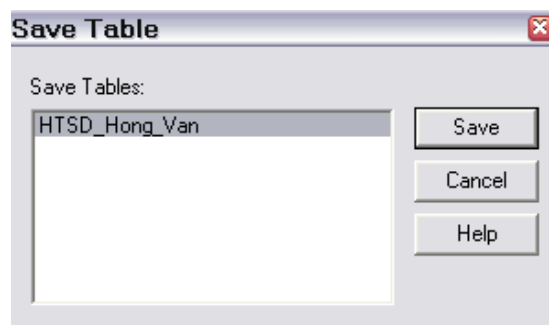 Save Table
Save Tables:
HTSD_Hong_Van
Save
Cancel
Help